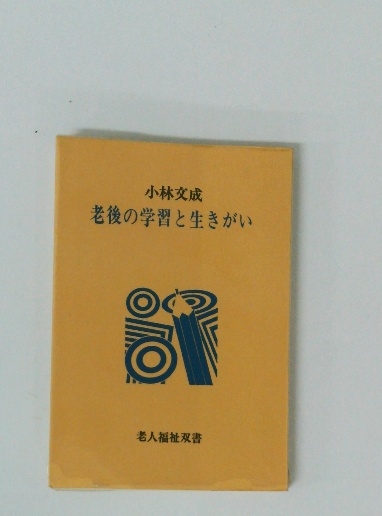 小林文成
老後の学習と生きがい
老人福祉双書